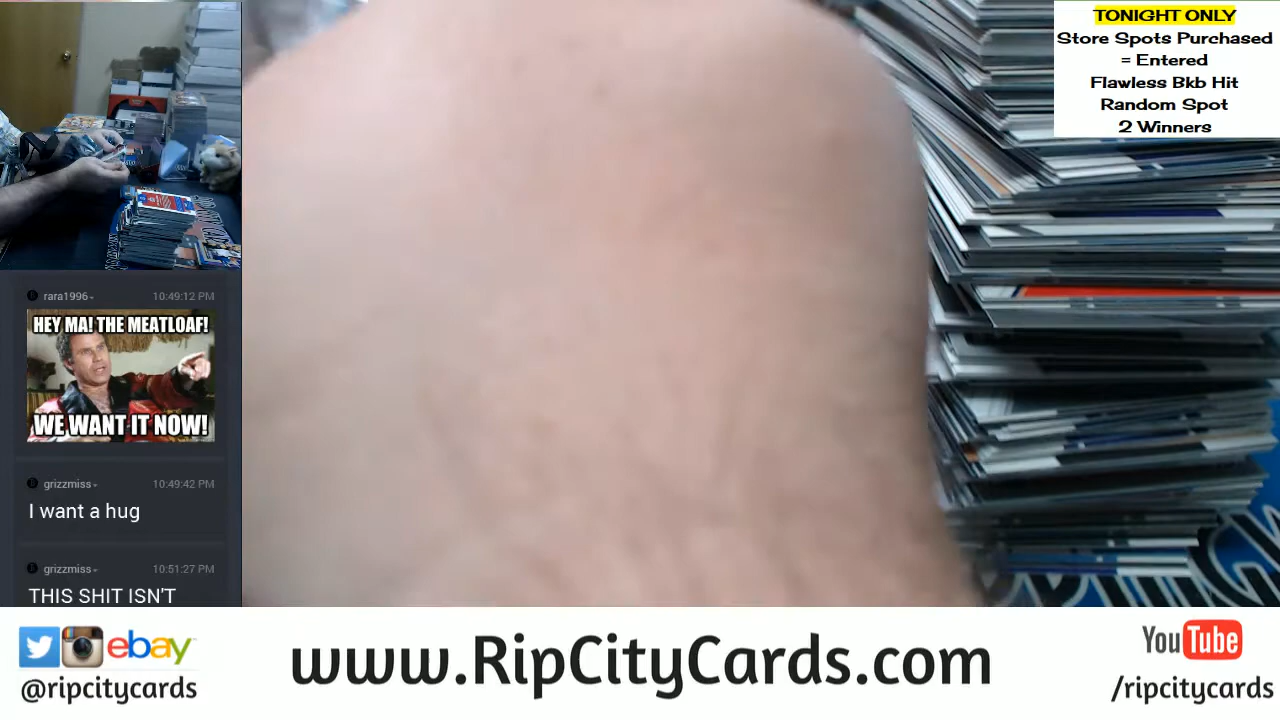 TONIGHT ONLY
Store Spots Purchased
= Entered
Flawless Bkb Hit
Random Spot
2 Winners
rara1996
10:49:12 PM
HEY MA! THE MEATLOAF!
WE WANT IT NOW!
grizzmiss
10:49:42 PM
I want a hug
grizzmiss
10:51:27 PM
THIS SHIT ISN'T
ebay
@ripcitycards
www.RipCityCards.com
YouTube
/ripcitycards